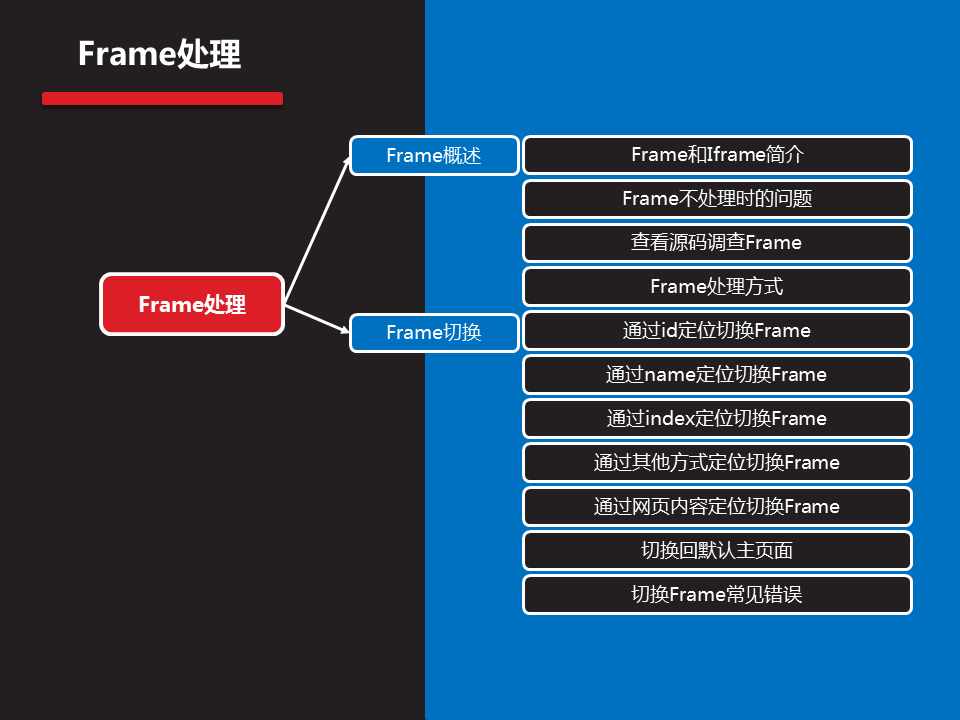 Frame处理
Frame概述
Frame和Iframe简介
Frame不处理时的问题
查看源码调查Frame
Frame处理方式
Frame处理
Frame切换
通过id定位切换Frame
通过name定位切换Frame
通过index定位切换Frame
通过其他方式定位切换Frame
通过网页内容定位切换Frame
切换回默认主页面
切换Frame常见错误